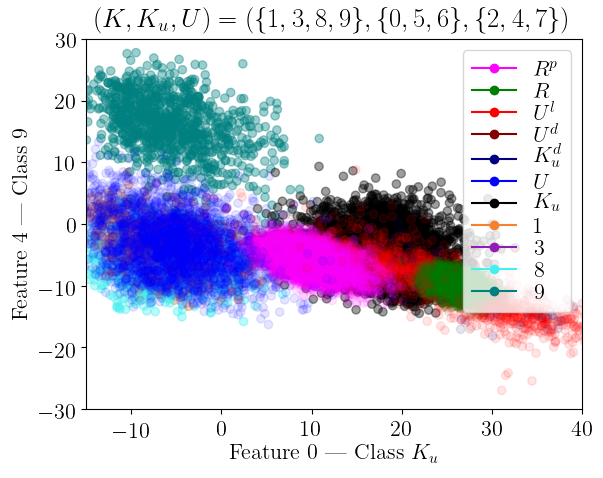 (K, K_u, U) = ({1, 3, 8, 9}, {0, 5, 6}, {2, 4, 7})
30
20
10
0
−10
−20
−30
Feature 4 — Class 9
R^p
R
U^l
U^d
K_u^d
U
K_u
1
3
8
9
−10
0
10
20
30
40
Feature 0 — Class K_u